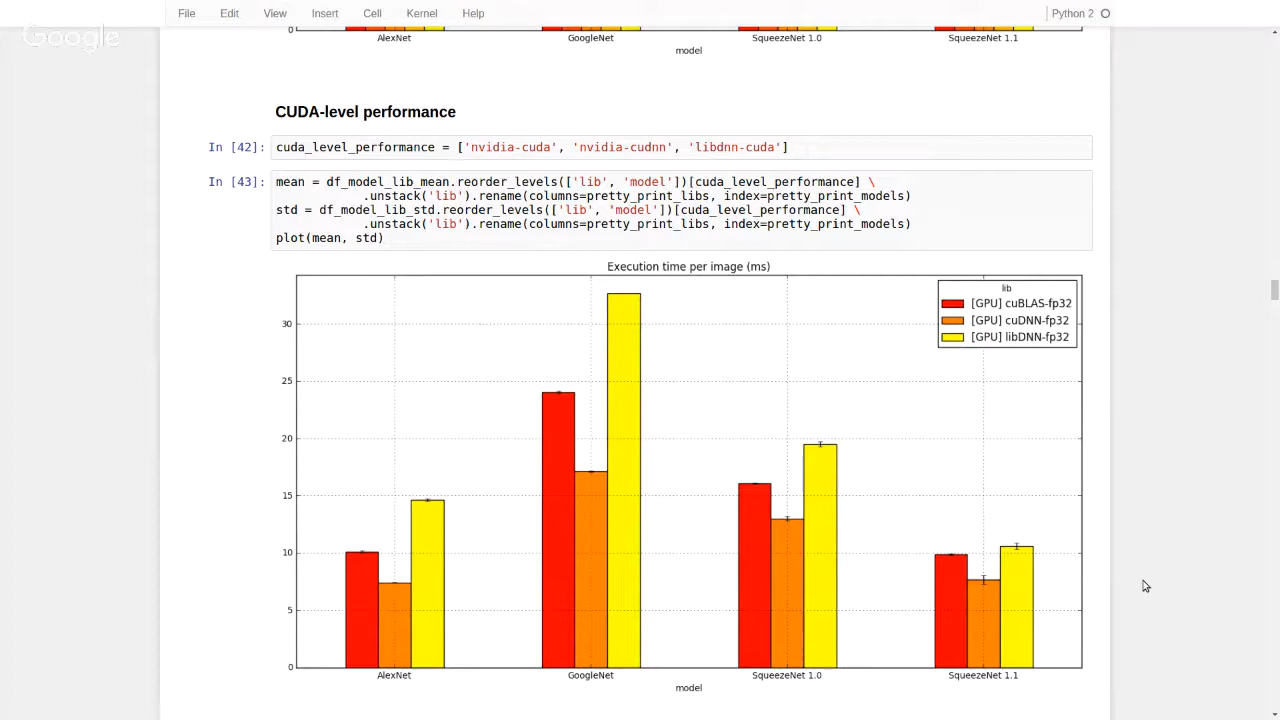 File Edit View Insert Cell Kernel Help Python 2
Google
0
AlexNet GoogleNet SqueezeNet 1.0 SqueezeNet 1.1
model
CUDA-level performance
In [42]: cuda_level_performance = ['nvidia-cuda', 'nvidia-cudnn', 'libdnn-cuda']
In [43]: mean = df_model_lib_mean.reorder_levels(['lib', 'model'])[cuda_level_performance] \
.unstack('lib').rename(columns=pretty_print_libs, index=pretty_print_models)
std = df_model_lib_std.reorder_levels(['lib', 'model'])[cuda_level_performance] \
.unstack('lib').rename(columns=pretty_print_libs, index=pretty_print_models)
plot(mean, std)
Execution time per image (ms)
lib
[GPU] cuBLAS-fp32
[GPU] cuDNN-fp32
[GPU] libDNN-fp32
30
25
20
15
10
5
0
AlexNet GoogleNet SqueezeNet 1.0 SqueezeNet 1.1
model